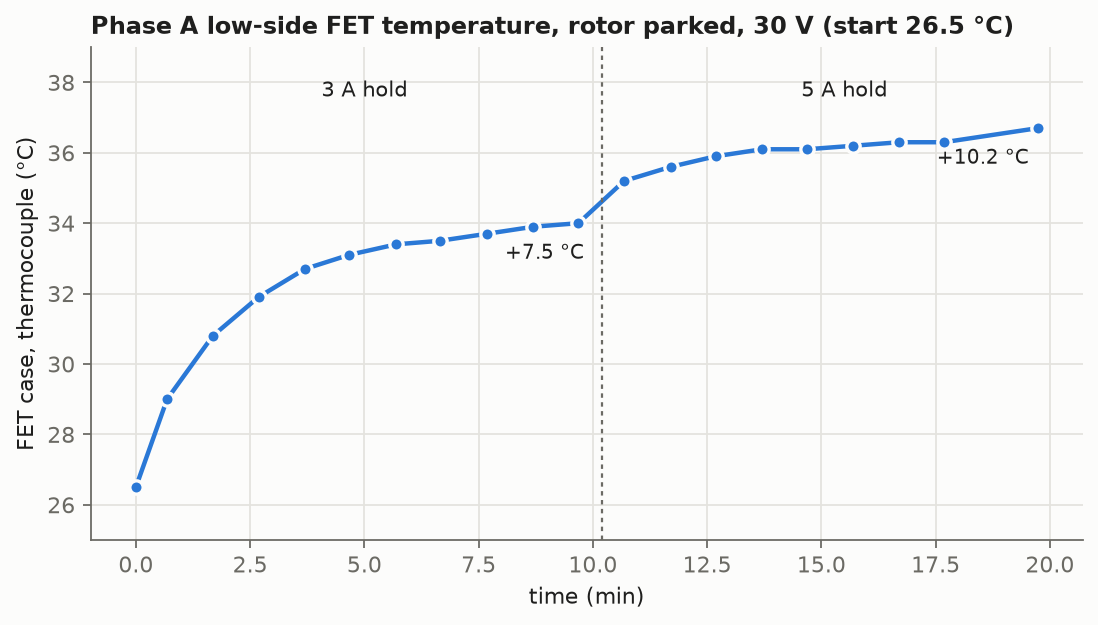 Phase A low-side FET temperature, rotor parked, 30 V (start 26.5 °C)
3 A hold
5 A hold
+7.5 °C
+10.2 °C
FET case, thermocouple (°C)
38
36
34
32
30
28
26
0.0 2.5 5.0 7.5 10.0 12.5 15.0 17.5 20.0
time (min)